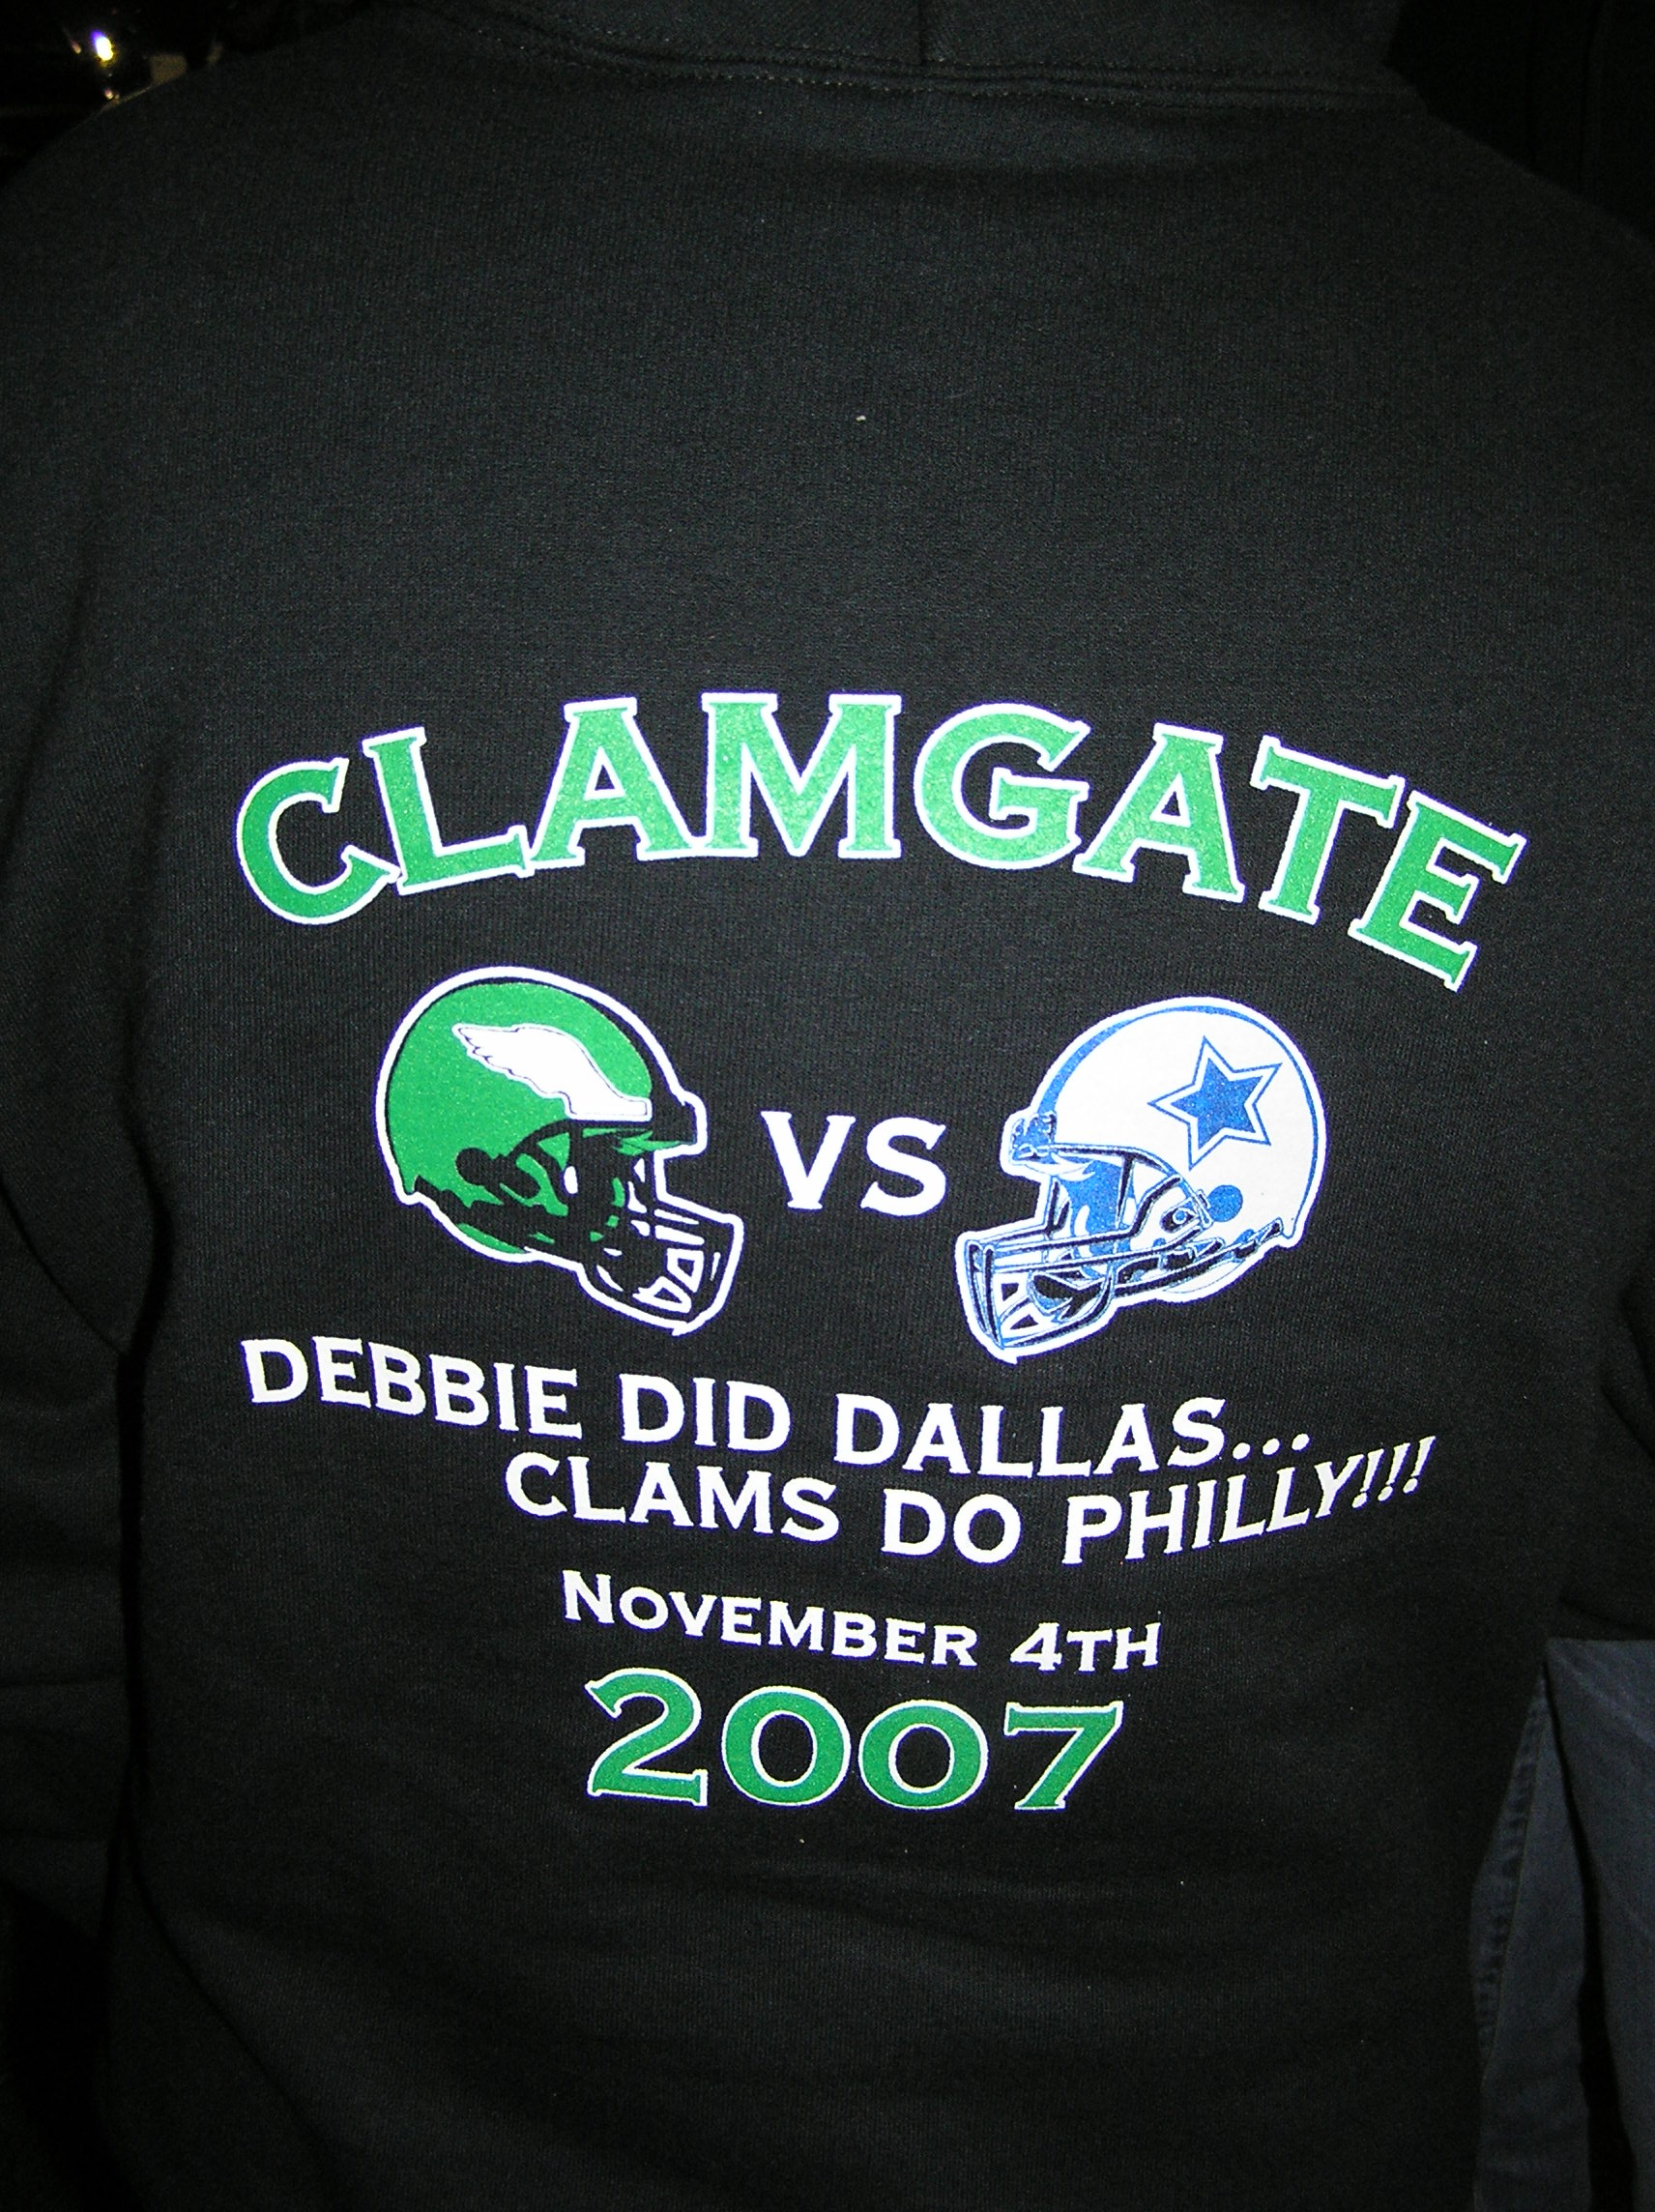 CLAMGATE
VS
DEBBIE DID DALLAS...
CLAMS DO PHILLY!!!
NOVEMBER 4TH
2007